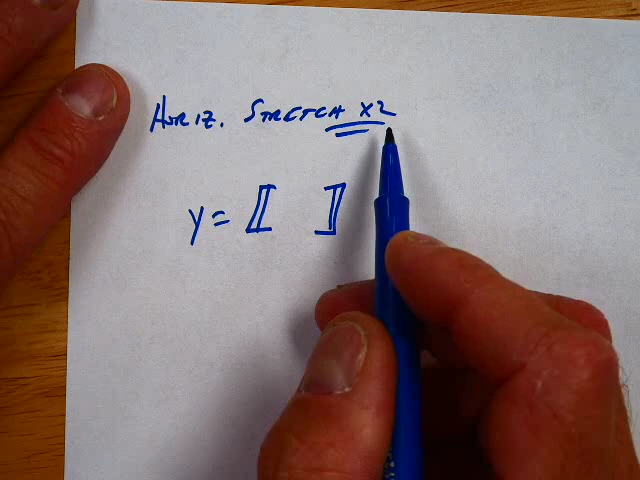 HORIZ. STRETCH X2
y = ⟦ ⟧